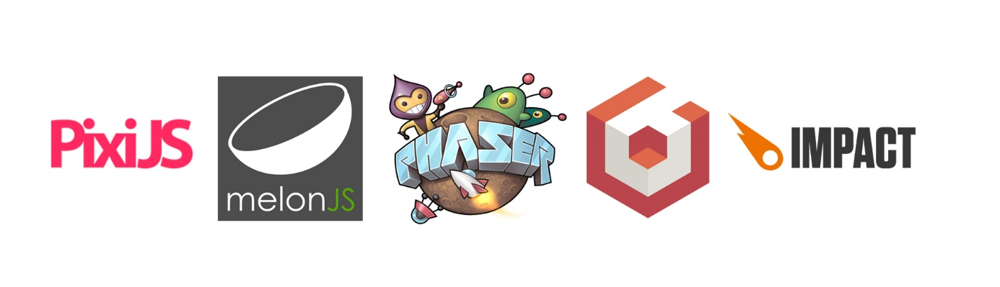 PixiJS
melonJS
PHASER
IMPACT